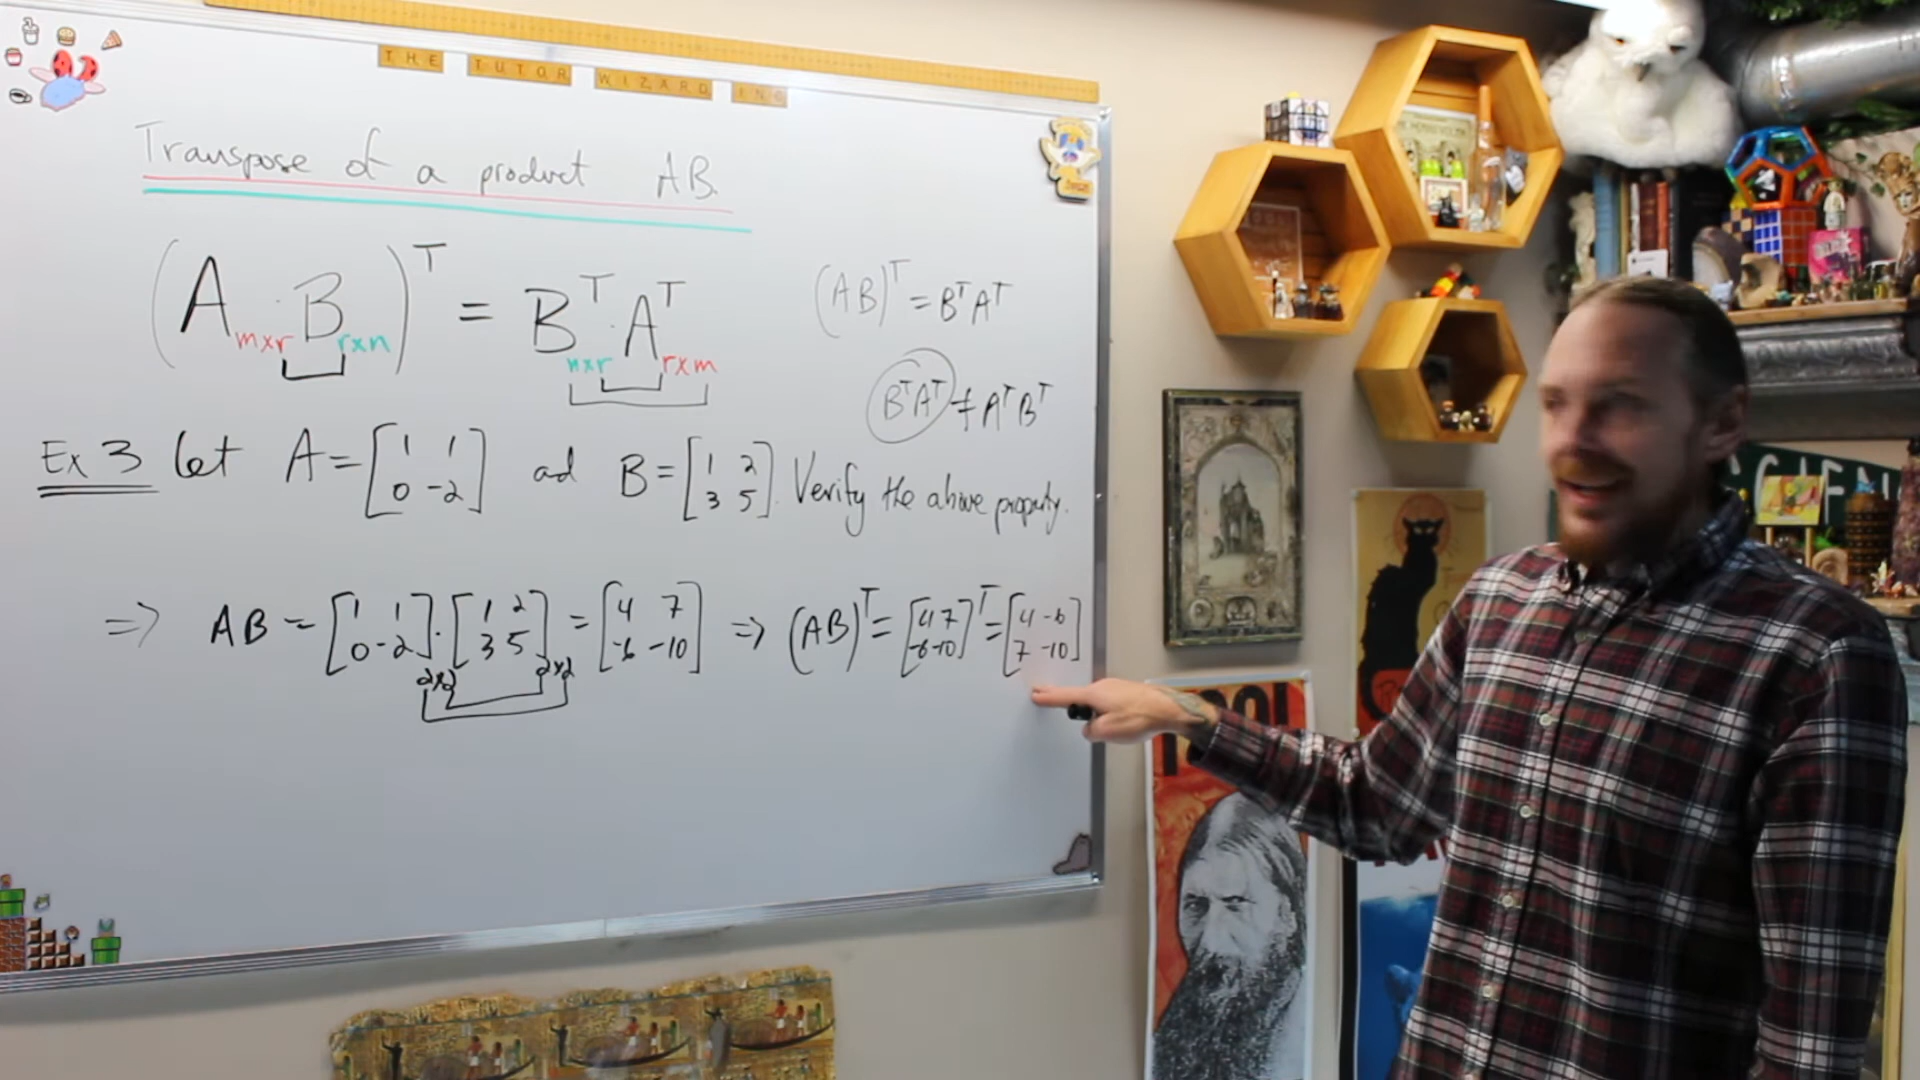 THE TUTOR WIZARD INC
Transpose of a product AB.
(A · B)ᵀ = Bᵀ · Aᵀ
mxr rxn nxr rxm
(AB)ᵀ = BᵀAᵀ
BᵀAᵀ ≠ AᵀBᵀ
Ex 3 let A = [1 1; 0 -2] ad B = [1 2; 3 5]. Verify the above property.
=> AB = [1 1; 0 -2] · [1 2; 3 5] = [4 7; -6 -10] => (AB)ᵀ = [4 7; -6 -10]ᵀ = [4 -6; 7 -10]
2x2 2x2
TOOL